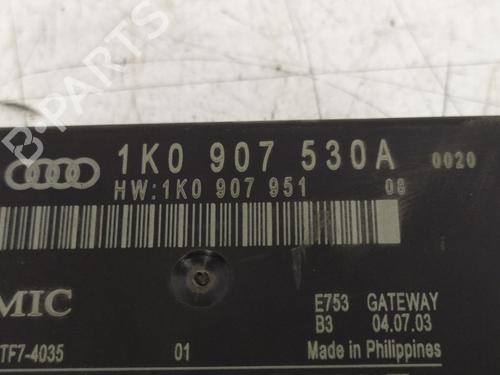 1K0 907 530A 0020
HW:1K0 907 951 08
MIC
E753 GATEWAY
B3 04.07.03
TF7-4035 01 Made in Philippines
B-PARTS